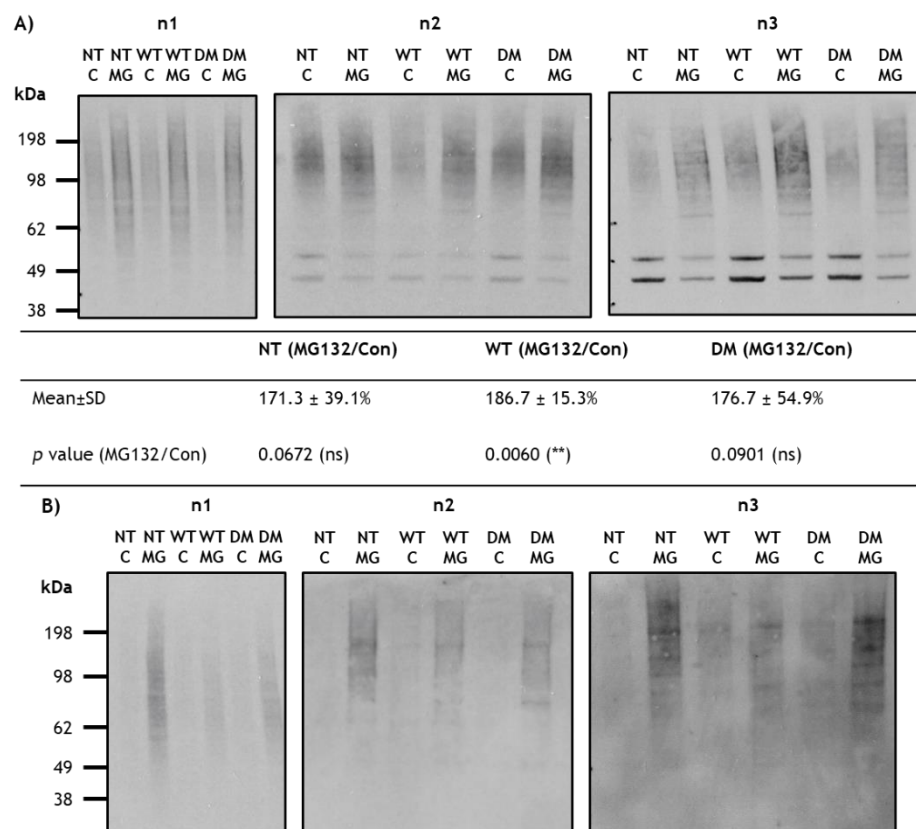 A) n1 n2 n3
NT NT WT WT DM DM NT NT WT WT DM DM NT NT WT WT DM DM
C MG C MG C MG C MG C MG C MG C MG C MG C MG
kDa
198
98
62
49
38
NT (MG132/Con) WT (MG132/Con) DM (MG132/Con)
Mean±SD 171.3 ± 39.1% 186.7 ± 15.3% 176.7 ± 54.9%
p value (MG132/Con) 0.0672 (ns) 0.0060 (**) 0.0901 (ns)
B) n1 n2 n3
NT NT WT WT DM DM NT NT WT WT DM DM NT NT WT WT DM DM
C MG C MG C MG C MG C MG C MG C MG C MG C MG
kDa
198
98
62
49
38